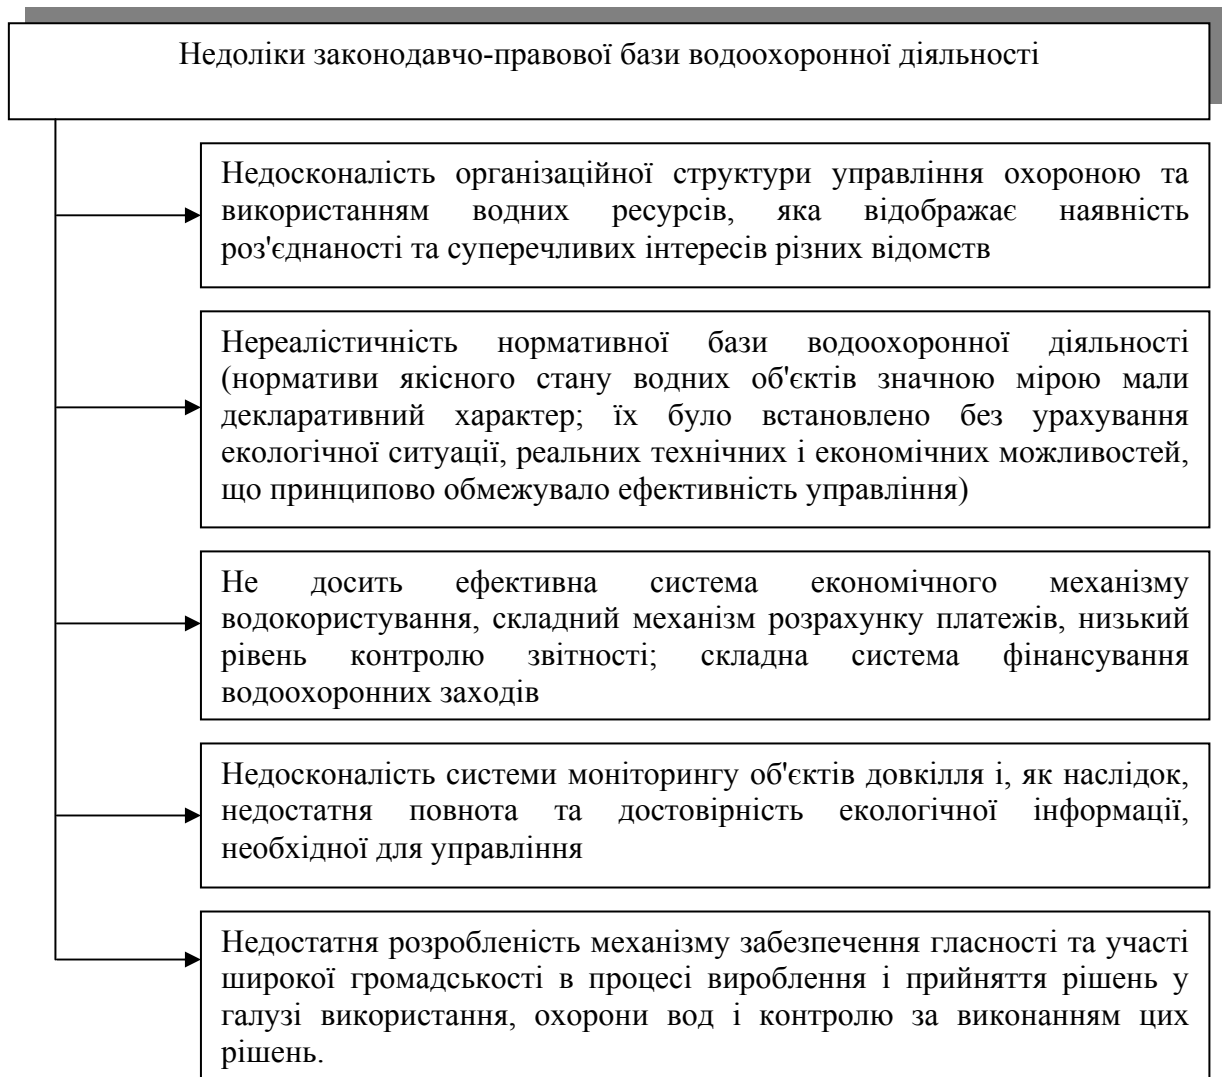 Недоліки законодавчо-правової бази водоохоронної діяльності
Недосконалість організаційної структури управління охороною та
використанням водних ресурсів, яка відображає наявність
роз'єднаності та суперечливих інтересів різних відомств
Нереалістичність нормативної бази водоохоронної діяльності
(нормативи якісного стану водних об'єктів значною мірою мали
декларативний характер; їх було встановлено без урахування
екологічної ситуації, реальних технічних і економічних можливостей,
що принципово обмежувало ефективність управління)
Не досить ефективна система економічного механізму
водокористування, складний механізм розрахунку платежів, низький
рівень контролю звітності; складна система фінансування
водоохоронних заходів
Недосконалість системи моніторингу об'єктів довкілля і, як наслідок,
недостатня повнота та достовірність екологічної інформації,
необхідної для управління
Недостатня розробленість механізму забезпечення гласності та участі
широкої громадськості в процесі вироблення і прийняття рішень у
галузі використання, охорони вод і контролю за виконанням цих
рішень.